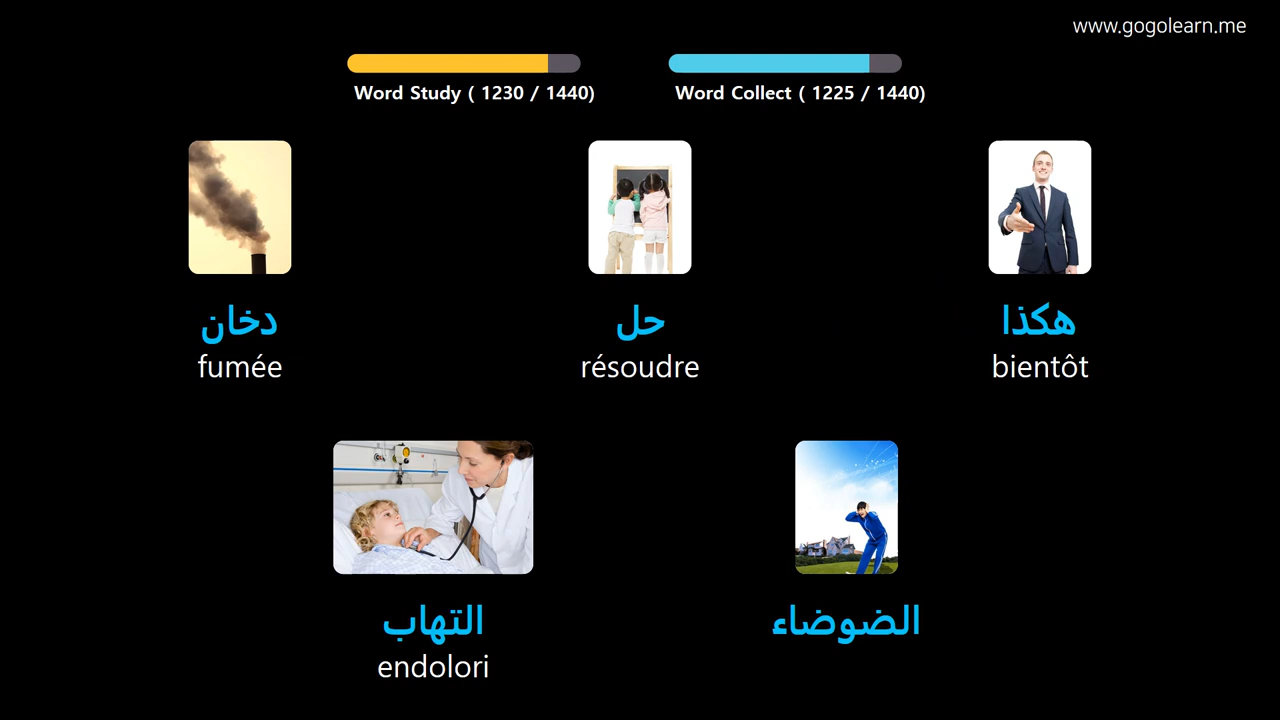 www.gogolearn.me
Word Study ( 1230 / 1440)
Word Collect ( 1225 / 1440)
دخان
fumée
حل
résoudre
هكذا
bientôt
التهاب
endolori
الضوضاء